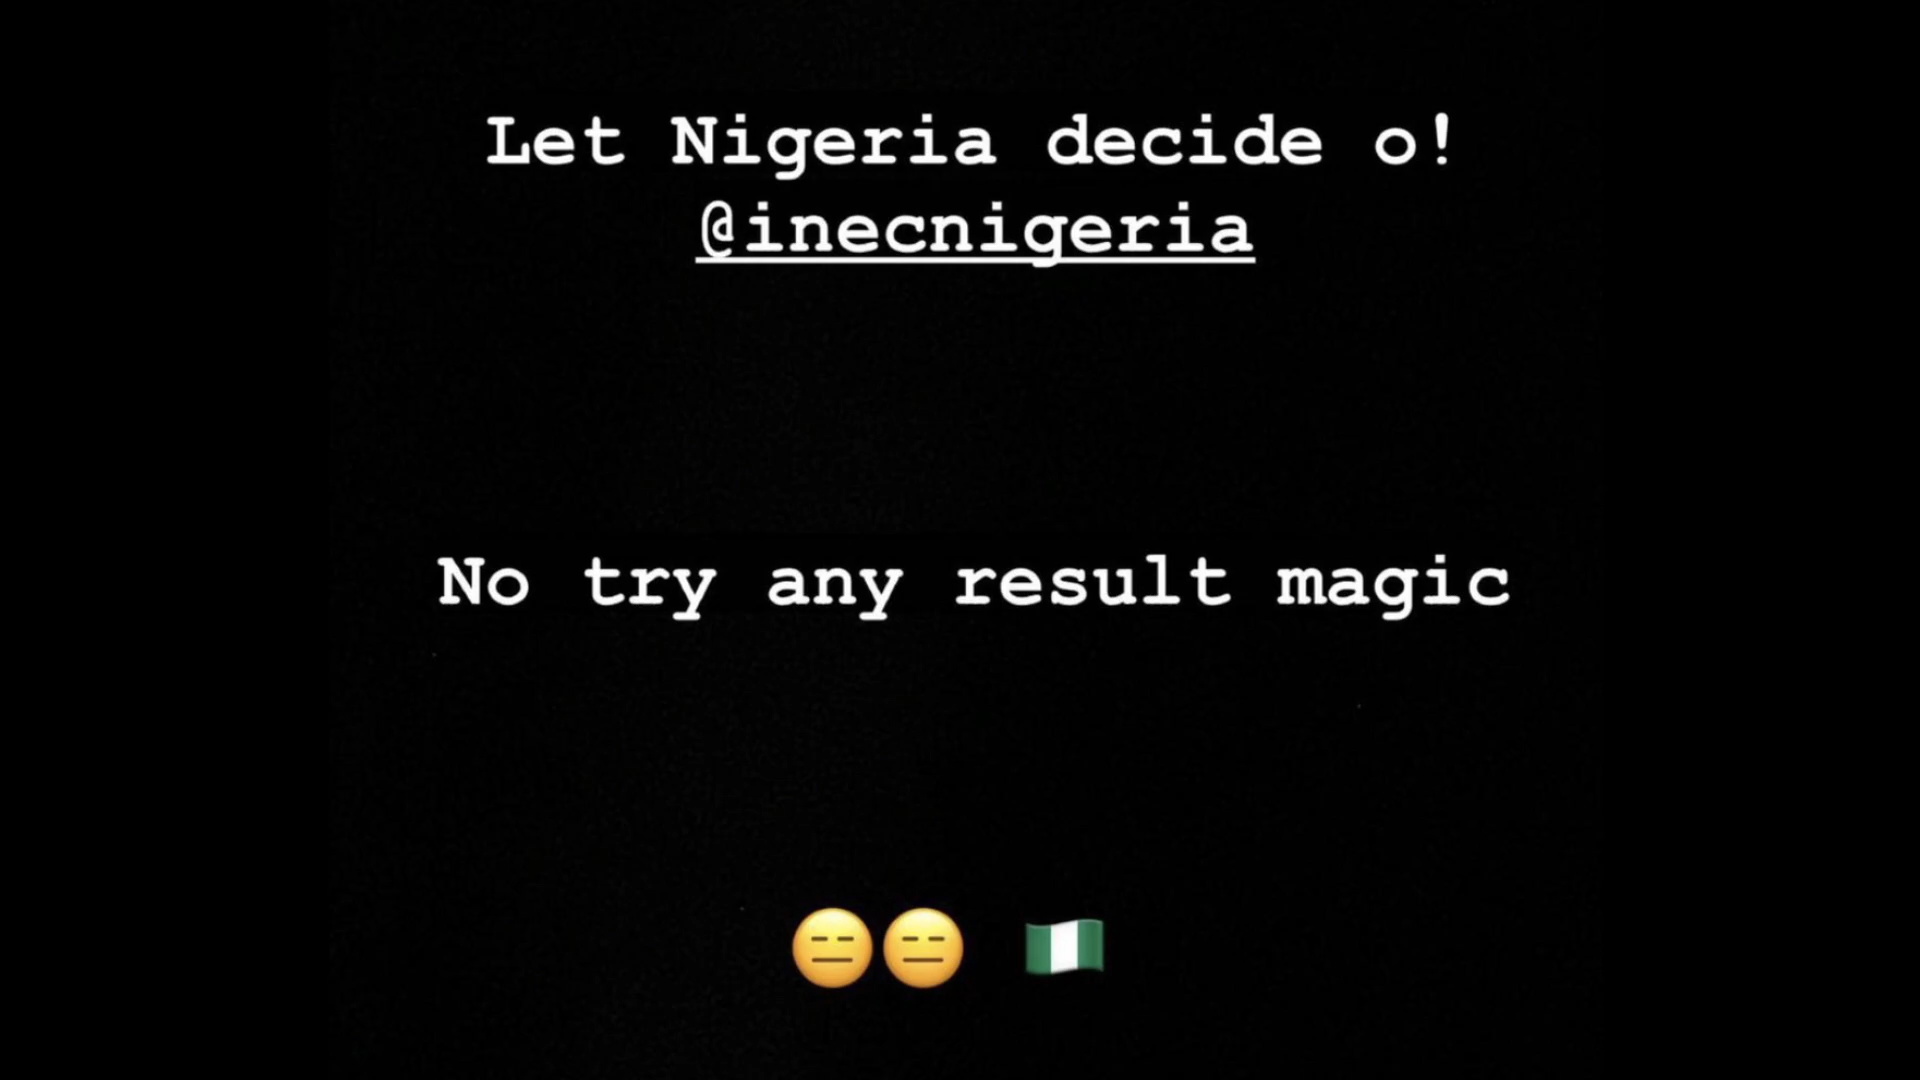 Let Nigeria decide o!
@inecnigeria
No try any result magic
😑😑 🇳🇬